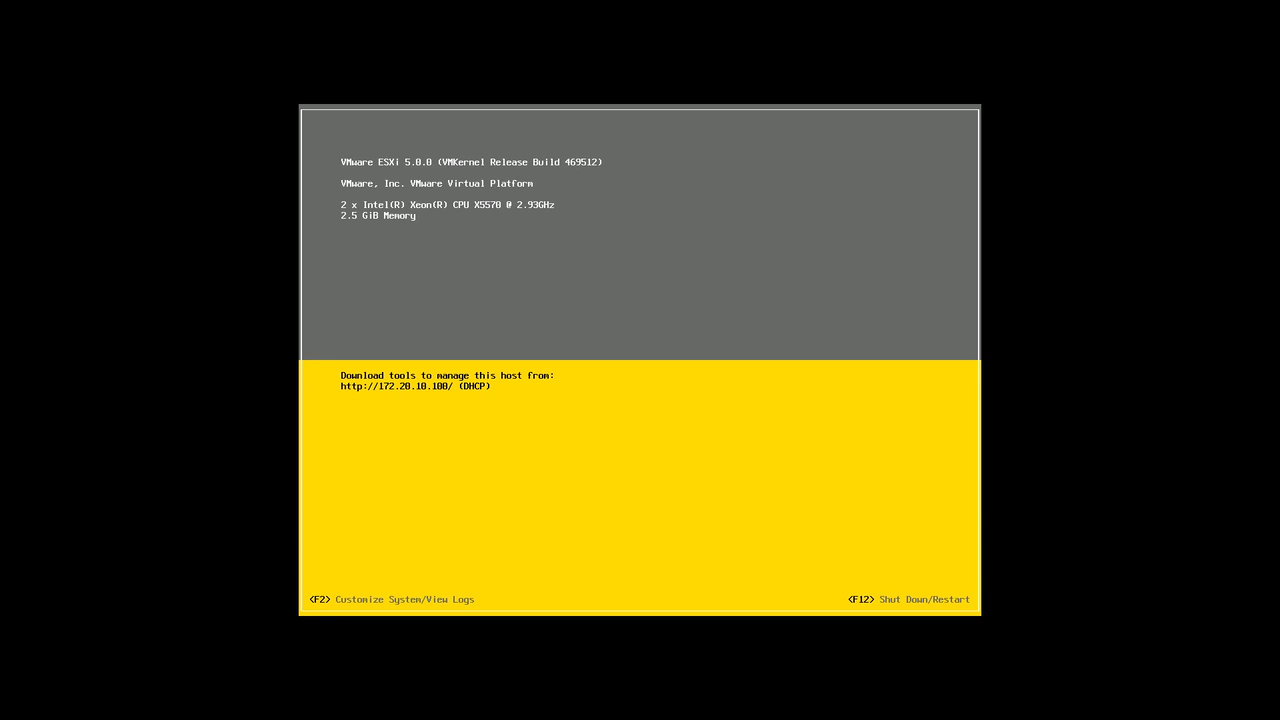 VMware ESXi 5.0.0 (VMKernel Release Build 469512)
VMware, Inc. VMware Virtual Platform
2 x Intel(R) Xeon(R) CPU X5570 @ 2.93GHz
2.5 GiB Memory
Download tools to manage this host from:
http://172.20.10.100/ (DHCP)
<F2> Customize System/View Logs
<F12> Shut Down/Restart